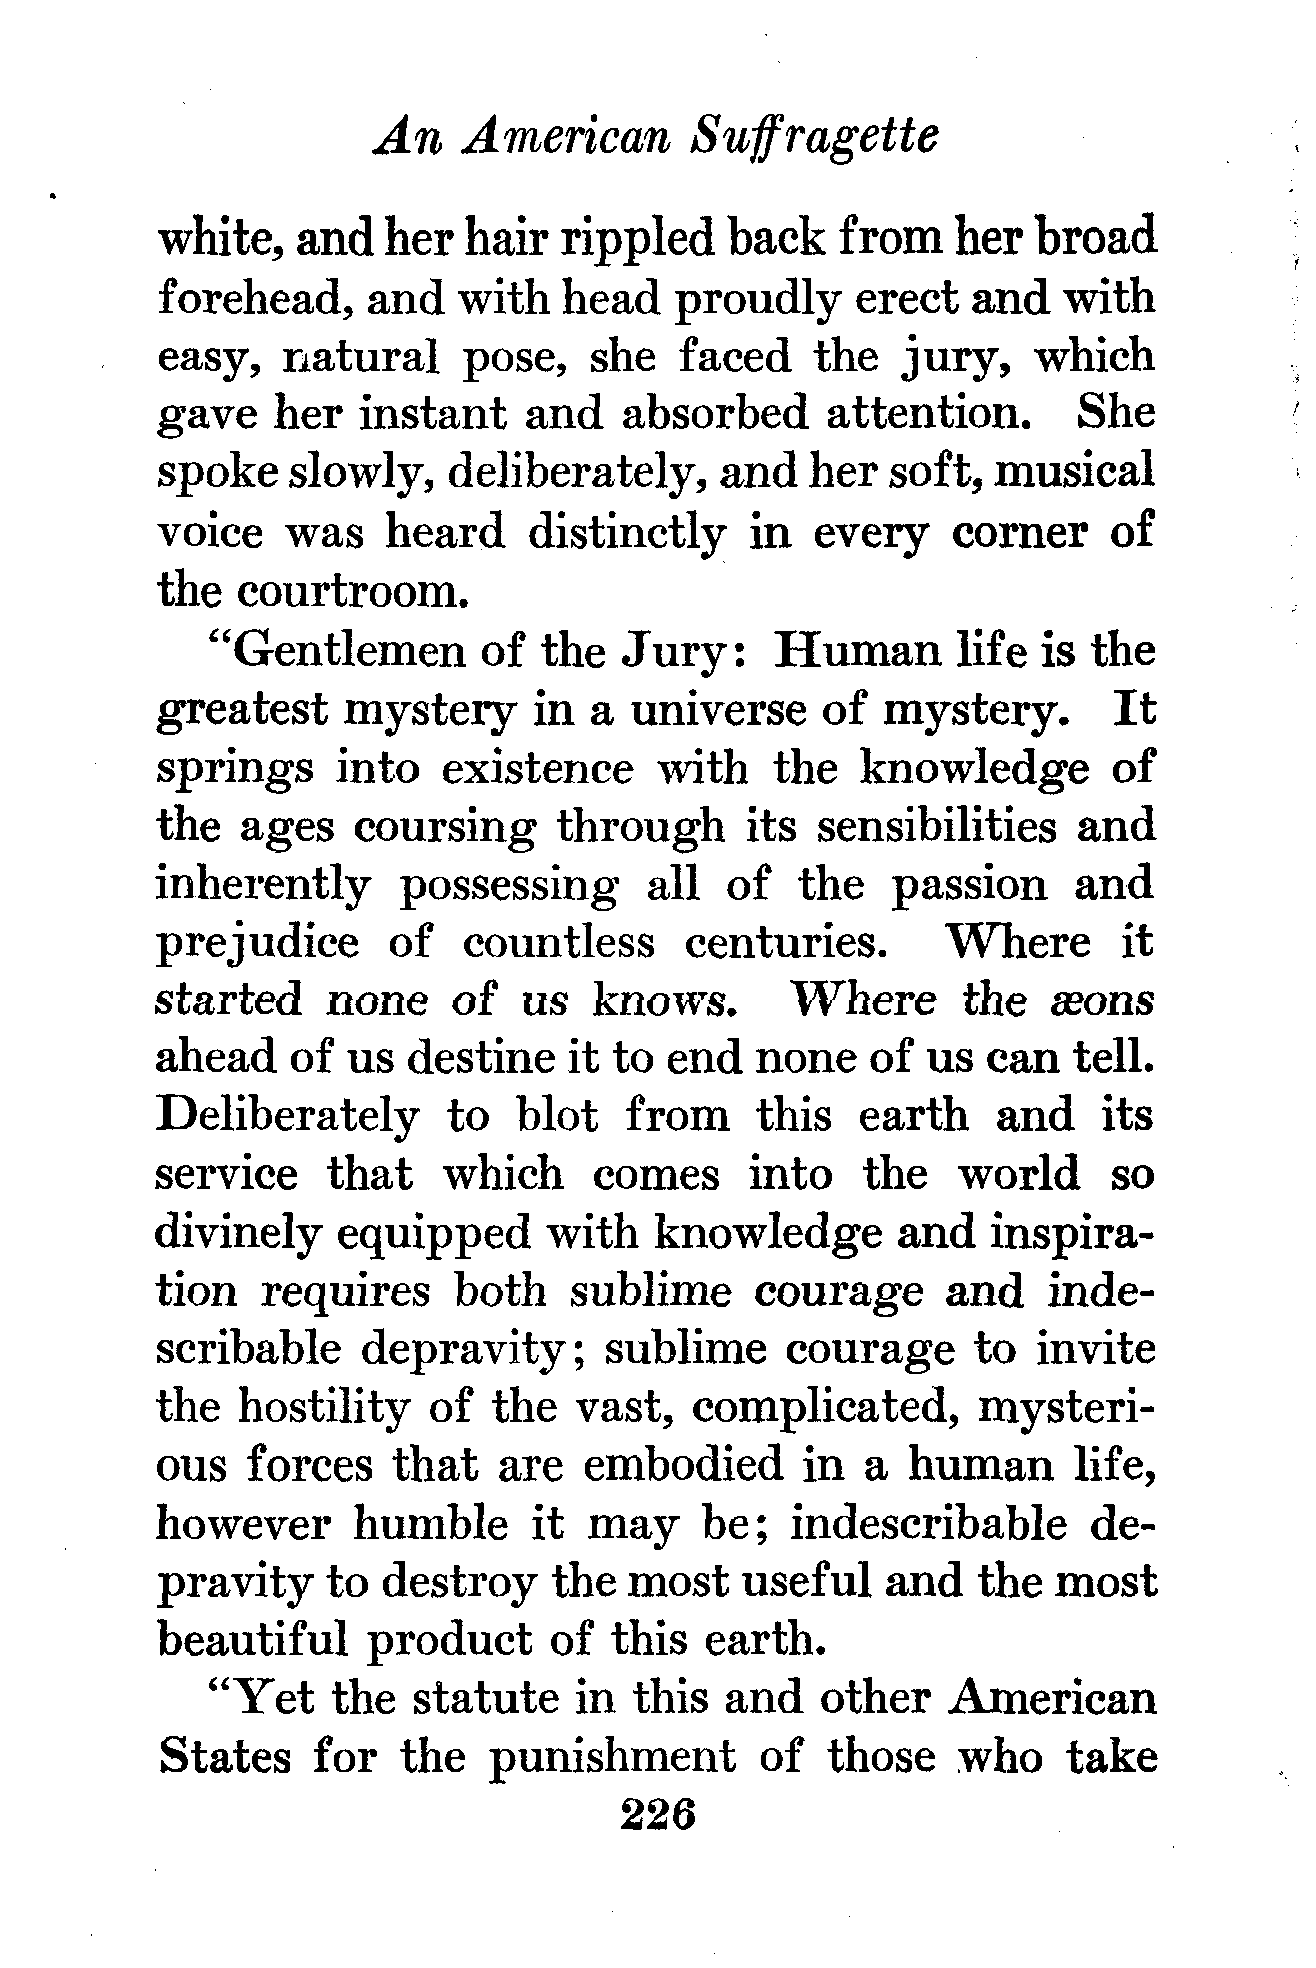 An American Suffragette
white, and her hair rippled back from her broad
forehead, and with head proudly erect and with
easy, natural pose, she faced the jury, which
gave her instant and absorbed attention. She
spoke slowly, deliberately, and her soft, musical
voice was heard distinctly in every corner of
the courtroom.
“Gentlemen of the Jury: Human life is the
greatest mystery in a universe of mystery. It
springs into existence with the knowledge of
the ages coursing through its sensibilities and
inherently possessing all of the passion and
prejudice of countless centuries. Where it
started none of us knows. Where the æons
ahead of us destine it to end none of us can tell.
Deliberately to blot from this earth and its
service that which comes into the world so
divinely equipped with knowledge and inspira-
tion requires both sublime courage and inde-
scribable depravity; sublime courage to invite
the hostility of the vast, complicated, mysteri-
ous forces that are embodied in a human life,
however humble it may be; indescribable de-
pravity to destroy the most useful and the most
beautiful product of this earth.
“Yet the statute in this and other American
States for the punishment of those who take
226